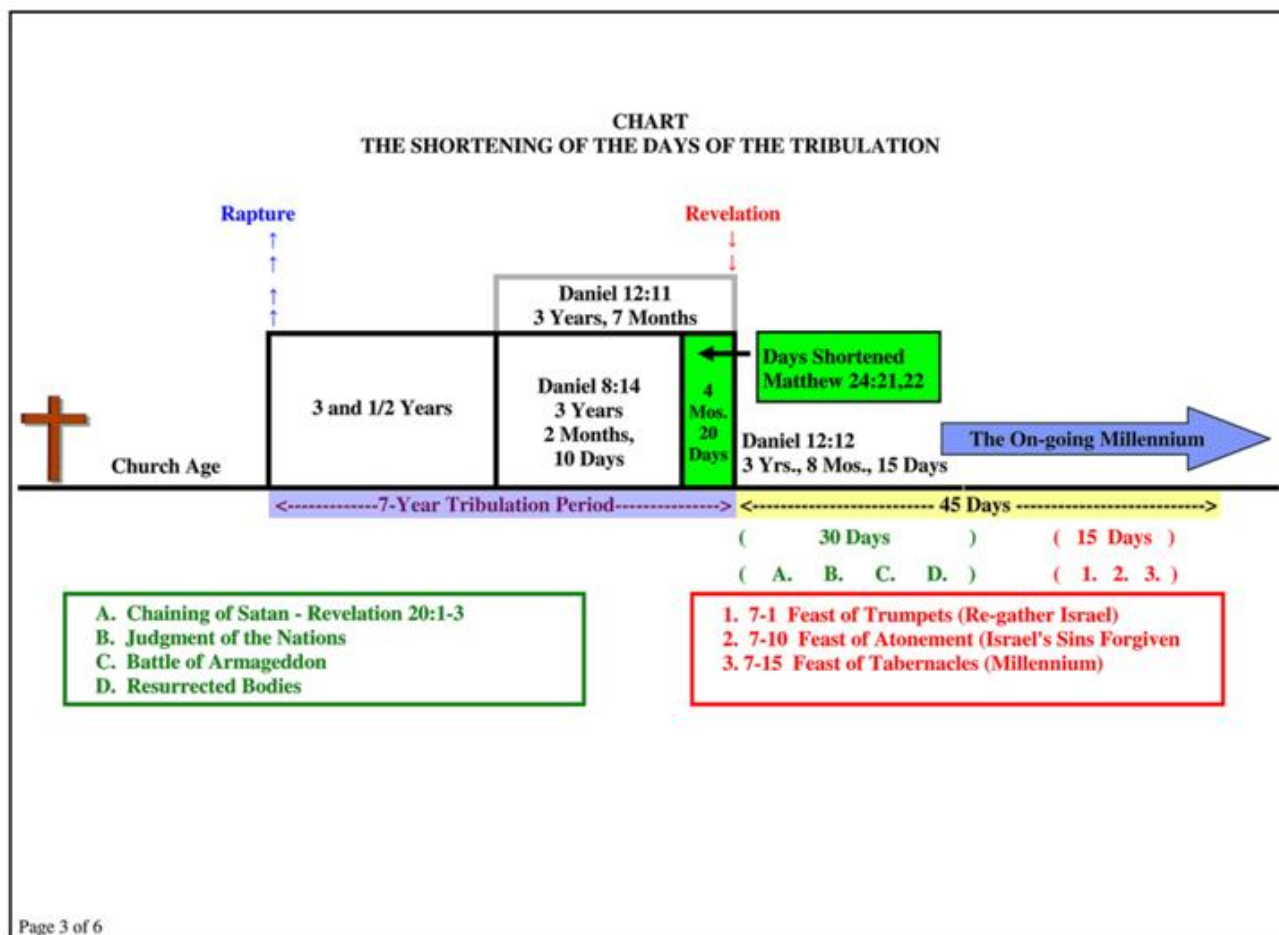 CHART
THE SHORTENING OF THE DAYS OF THE TRIBULATION
Rapture
Revelation
Daniel 12:11
3 Years, 7 Months
3 and 1/2 Years
Daniel 8:14
3 Years
2 Months,
10 Days
4
Mos.
20
Days
Days Shortened
Matthew 24:21,22
Church Age
Daniel 12:12
3 Yrs., 8 Mos., 15 Days
The On-going Millennium
<-------------7-Year Tribulation Period--------------->
<-------------------------- 45 Days --------------------------->
( 30 Days )
( 15 Days )
( A. B. C. D. )
( 1. 2. 3. )
A. Chaining of Satan - Revelation 20:1-3
B. Judgment of the Nations
C. Battle of Armageddon
D. Resurrected Bodies
1. 7-1 Feast of Trumpets (Re-gather Israel)
2. 7-10 Feast of Atonement (Israel's Sins Forgiven
3. 7-15 Feast of Tabernacles (Millennium)
Page 3 of 6